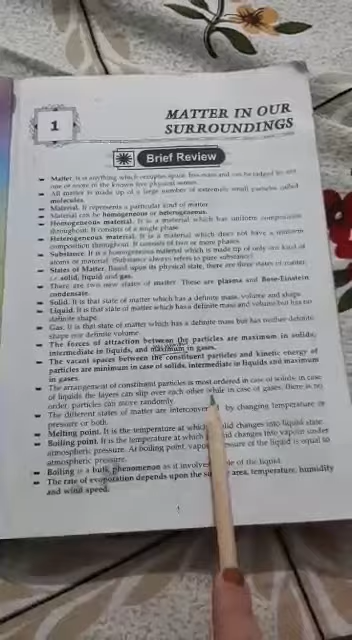 1
MATTER IN OUR
SURROUNDINGS
Brief Review
Matter. It is anything which occupies space, has mass and can be judged by any
one or more of the known five physical senses.
All matter is made up of a large number of extremely small particles called
molecules.
Material. It represents a particular kind of matter.
Material can be homogeneous or heterogeneous.
Homogeneous material. It is a material which has uniform composition
throughout. It consists of a single phase.
Heterogeneous material. It is a material which does not have a uniform
composition throughout. It consists of two or more phases.
Substance. It is a homogeneous material which is made up of only one kind of
atoms or material. (Substance always refers to pure substance)
States of Matter. Based upon its physical state, there are three states of matter,
i.e. solid, liquid and gas.
There are two new states of matter. These are plasma and Bose-Einstein
condensate.
Solid. It is that state of matter which has a definite mass, volume and shape.
Liquid. It is that state of matter which has a definite mass and volume but has no
definite shape.
Gas. It is that state of matter which has a definite mass but has neither definite
shape nor definite volume.
The forces of attraction between the particles are maximum in solids,
intermediate in liquids, and in gases.
The vacant spaces between the constituent particles and kinetic energy of
particles are minimum in case of solids, intermediate in liquids and maximum
in gases.
The arrangement of constituent particles is most ordered in case of solids; in case
of liquids the layers can slip over each other while in case of gases, there is no
order, particles can move randomly.
The different states of matter are by changing temperature or
pressure or both.
Melting point. It is the temperature at which solid changes into liquid state.
Boiling point. It is the temperature at which changes into vapour under
atmospheric pressure. At boiling point, vapour of the liquid is equal to
atmospheric pressure.
Boiling is a bulk phenomenon as it involves of the liquid.
The rate of evaporation depends upon the area, temperature, humidity
and wind speed.
1